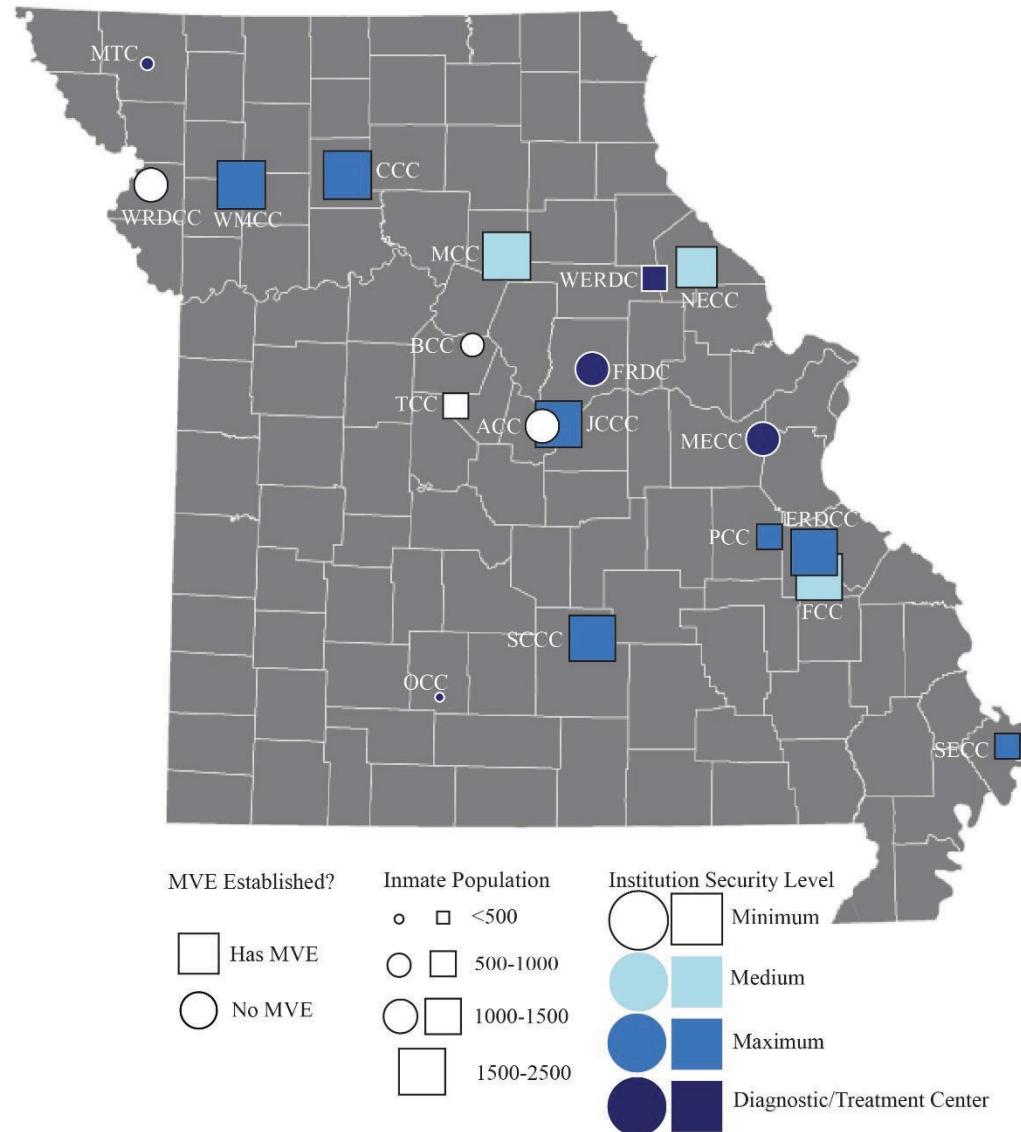 MTC
CCC
WRDCC
WMCC
MCC
WERDC
NECC
BCC
FRDC
TCC
ACC
JCCC
MECC
ERDCC
PCC
FCC
SCCC
OCC
SECC
MVE Established?
Has MVE
No MVE
Inmate Population
<500
500-1000
1000-1500
1500-2500
Institution Security Level
Minimum
Medium
Maximum
Diagnostic/Treatment Center